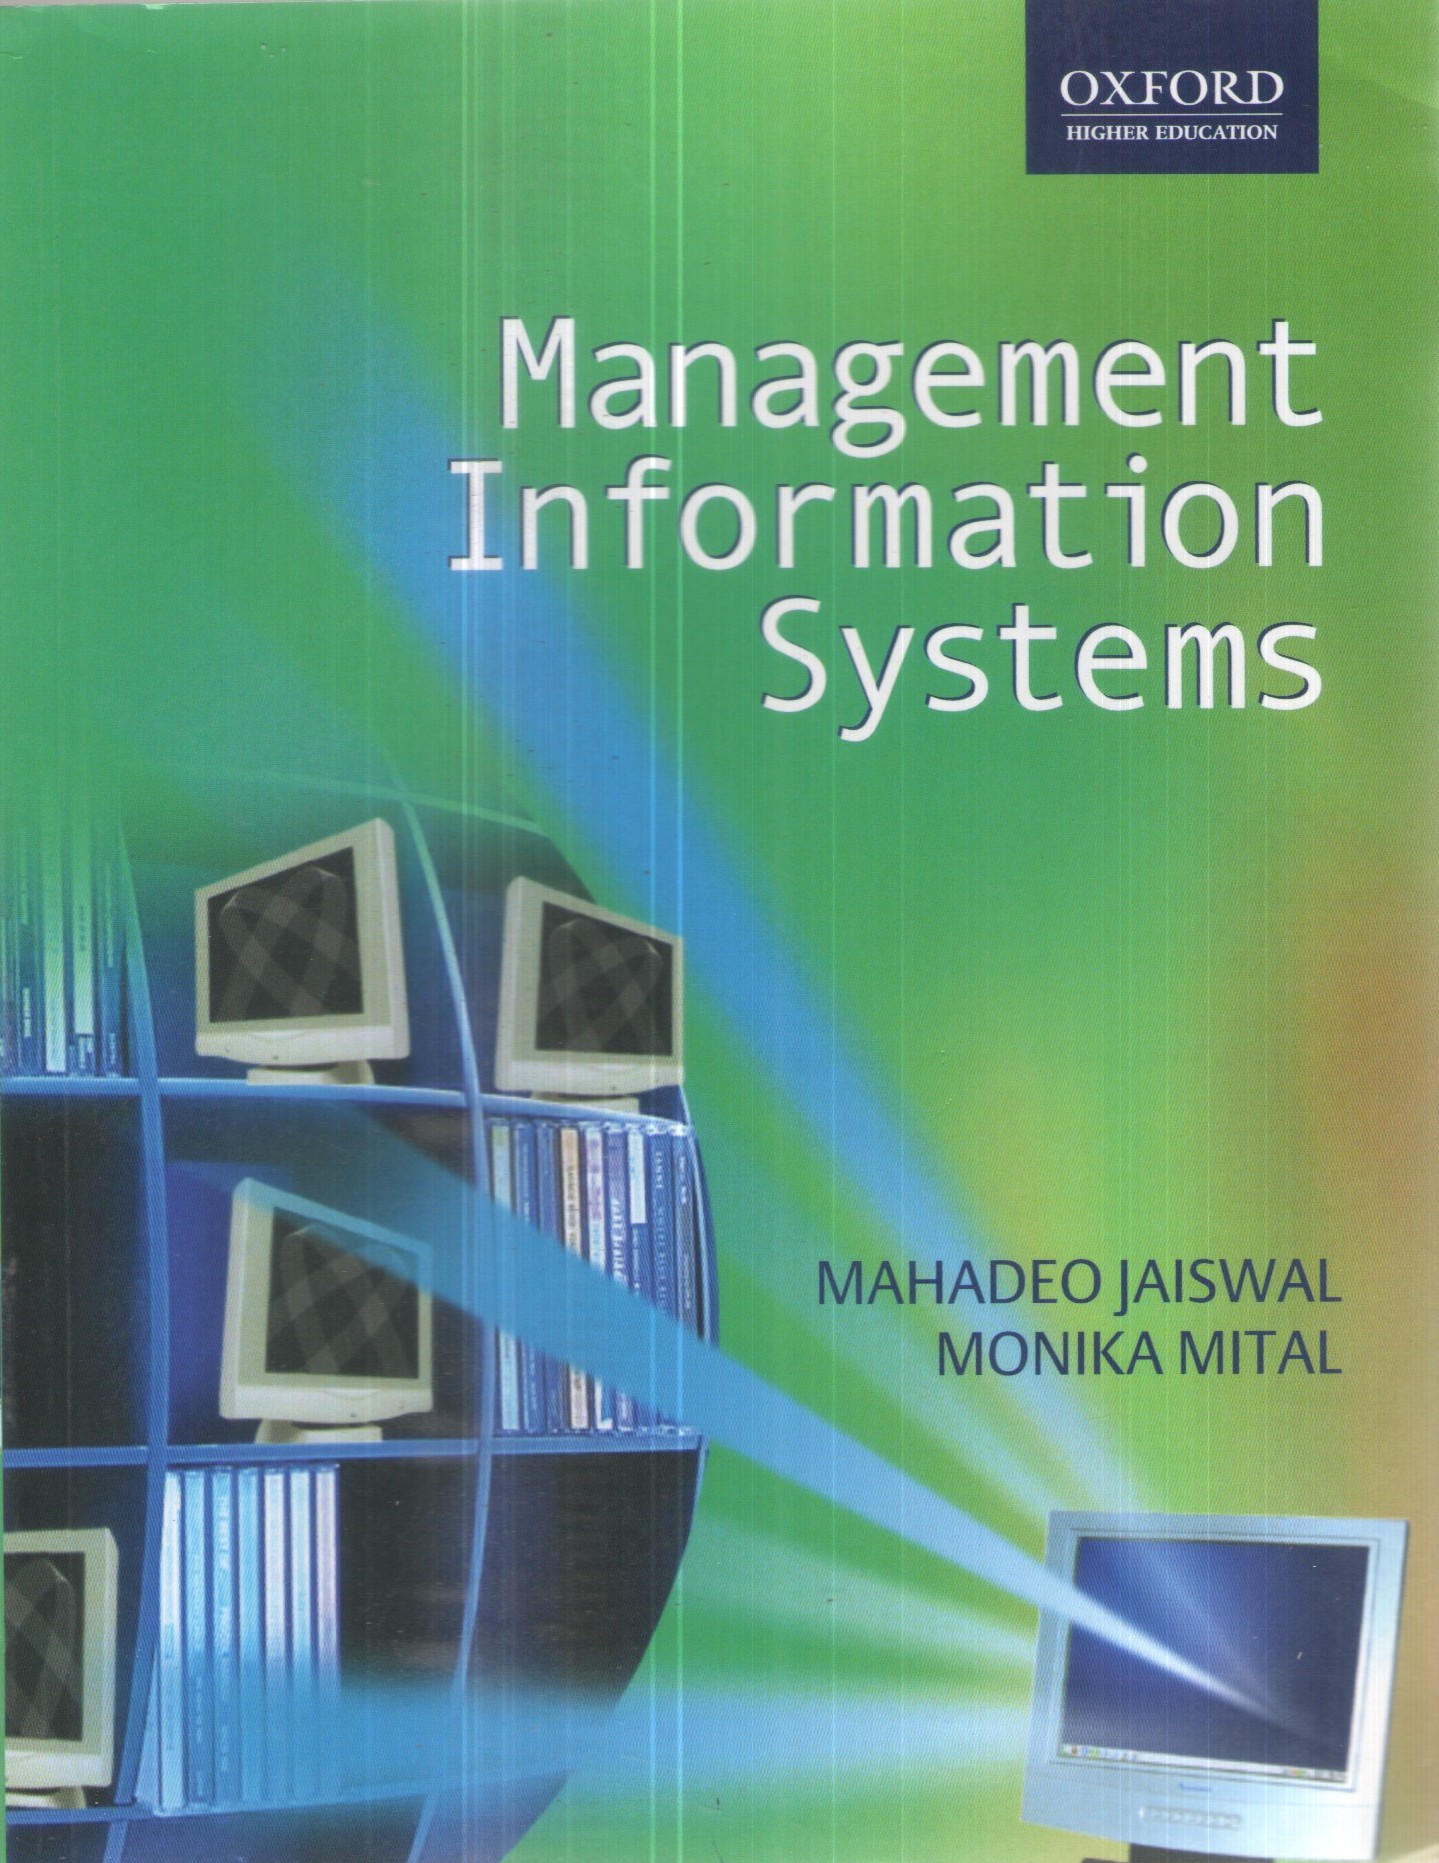 OXFORD
HIGHER EDUCATION
Management
Information
Systems
MAHADEO JAISWAL
MONIKA MITAL